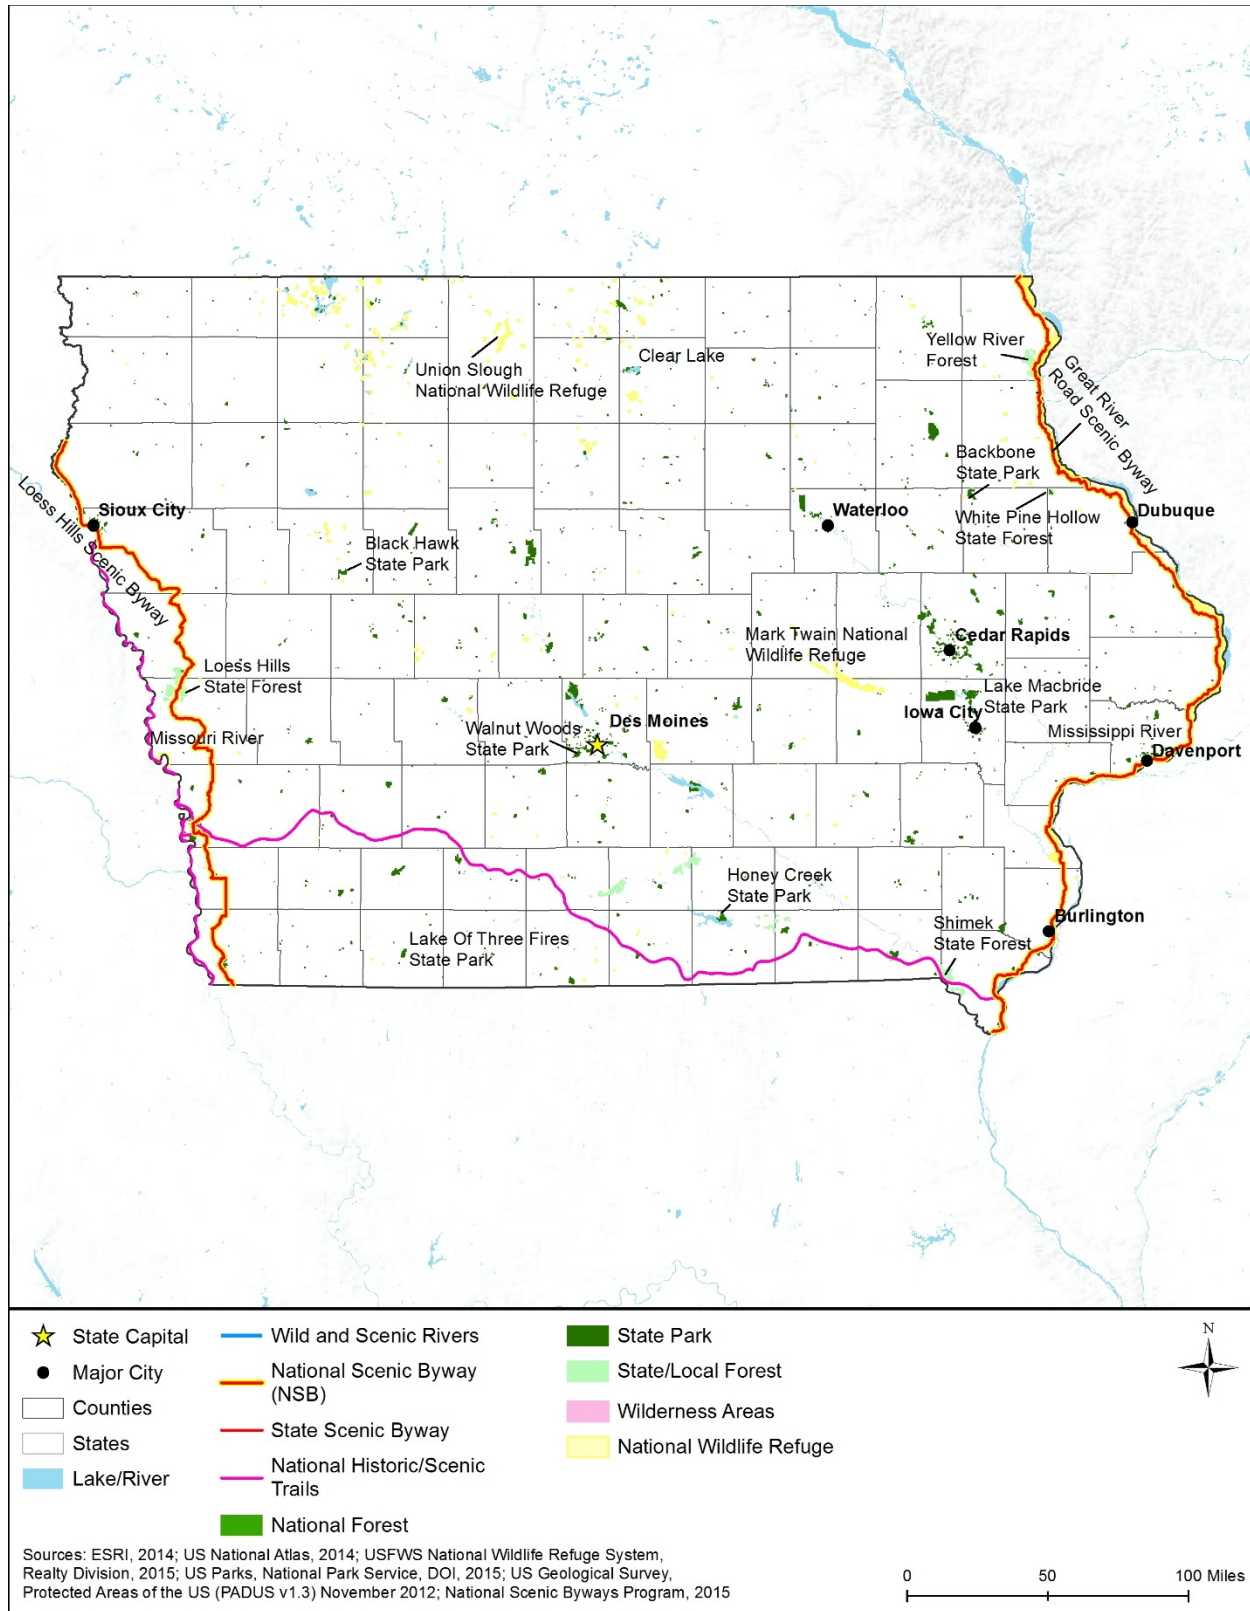 Union Slough
National Wildlife Refuge
Clear Lake
Yellow River
Forest
Great River
Road Scenic Byway
Backbone
State Park
White Pine Hollow
State Forest
Dubuque
Waterloo
Sioux City
Loess Hills Scenic Byway
Black Hawk
State Park
Mark Twain National
Wildlife Refuge
Cedar Rapids
Loess Hills
State Forest
Lake Macbride
State Park
Iowa City
Des Moines
Walnut Woods
State Park
Missouri River
Mississippi River
Davenport
Honey Creek
State Park
Shimek
State Forest
Burlington
Lake Of Three Fires
State Park
State Capital
Major City
Counties
States
Lake/River
Wild and Scenic Rivers
National Scenic Byway
(NSB)
State Scenic Byway
National Historic/Scenic
Trails
National Forest
State Park
State/Local Forest
Wilderness Areas
National Wildlife Refuge
N
Sources: ESRI, 2014; US National Atlas, 2014; USFWS National Wildlife Refuge System,
Realty Division, 2015; US Parks, National Park Service, DOI, 2015; US Geological Survey,
Protected Areas of the US (PADUS v1.3) November 2012; National Scenic Byways Program, 2015
0 50 100 Miles